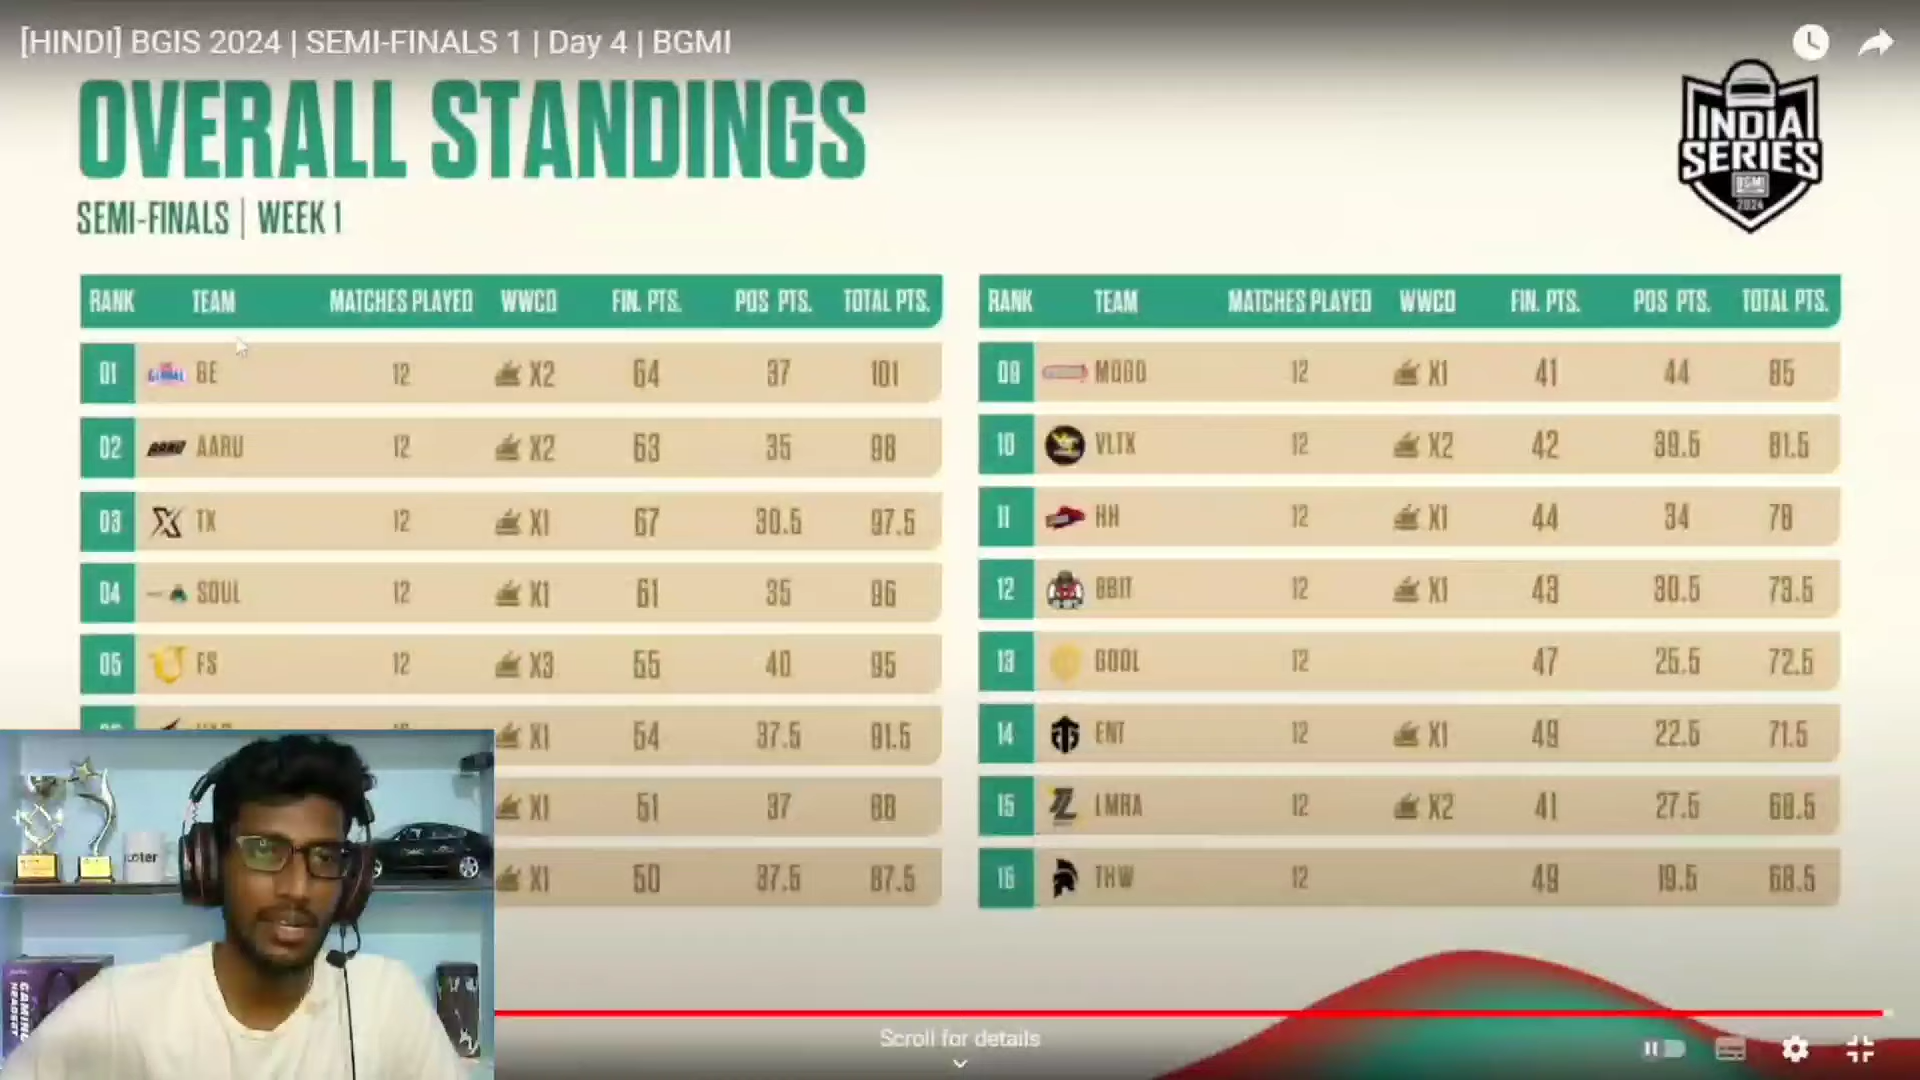 [HINDI] BGIS 2024 | SEMI-FINALS 1 | Day 4 | BGMI
OVERALL STANDINGS
SEMI-FINALS | WEEK 1
INDIA
SERIES
BGMI
2024
RANK TEAM MATCHES PLAYED WWCD FIN. PTS. POS PTS. TOTAL PTS.
01 GE 12 X2 64 37 101
02 AARU 12 X2 63 35 98
03 TX 12 X1 67 30.5 97.5
04 SOUL 12 X1 61 35 96
05 FS 12 X3 55 40 95
X1 54 37.5 91.5
X1 51 37 88
X1 50 37.5 87.5
RANK TEAM MATCHES PLAYED WWCD FIN. PTS. POS PTS. TOTAL PTS.
09 MOGO 12 X1 41 44 85
10 VLTX 12 X2 42 39.5 81.5
11 HH 12 X1 44 34 78
12 8BIT 12 X1 43 30.5 73.5
13 GODL 12 47 25.5 72.5
14 ENT 12 X1 49 22.5 71.5
15 LMRA 12 X2 41 27.5 68.5
16 THW 12 49 19.5 68.5
GAMING
HEADSET
Scroll for details